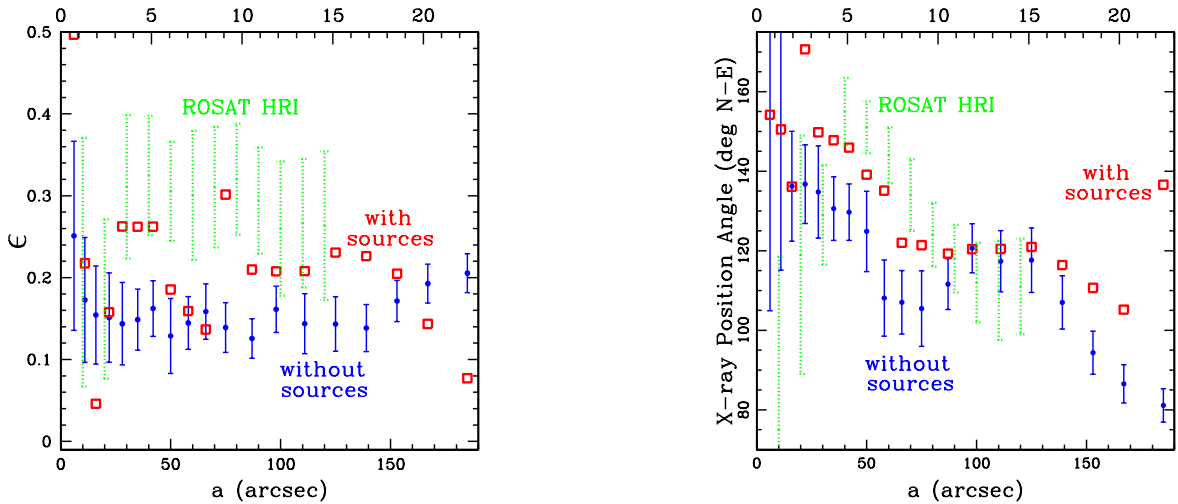 0 5 10 15 20
0.5
0.4
0.3
0.2
0.1
0
ϵ
ROSAT HRI
with
sources
without
sources
0 50 100 150
a (arcsec)
0 5 10 15 20
160
140
120
100
80
X-ray Position Angle (deg N-E)
ROSAT HRI
with
sources
without
sources
0 50 100 150
a (arcsec)